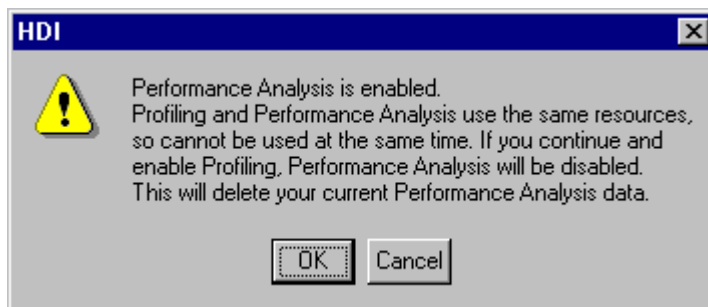 HDI
Performance Analysis is enabled.
Profiling and Performance Analysis use the same resources,
so cannot be used at the same time. If you continue and
enable Profiling, Performance Analysis will be disabled.
This will delete your current Performance Analysis data.
OK
Cancel